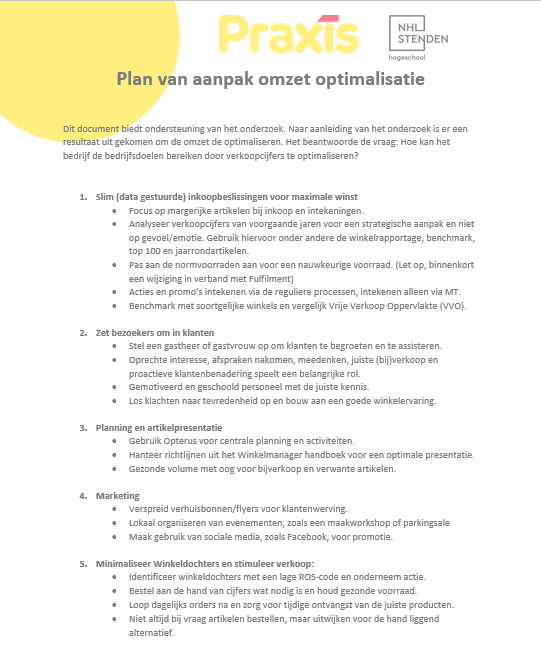 Praxis
NHL
STENDEN
hogeschool
Plan van aanpak omzet optimalisatie
Dit document biedt ondersteuning van het onderzoek. Naar aanleiding van het onderzoek is er een
resultaat uit gekomen om de omzet de optimaliseren. Het beantwoorde de vraag: Hoe kan het
bedrijf de bedrijfsdoelen bereiken door verkoopcijfers te optimaliseren?
1. Slim (data gestuurde) inkoopbeslissingen voor maximale winst
• Focus op margerijke artikelen bij inkoop en intekeningen.
• Analyseer verkoopcijfers van voorgaande jaren voor een strategische aanpak en niet
op gevoel/emotie. Gebruik hiervoor onder andere de winkelrapportage, benchmark,
top 100 en jaarrondartikelen.
• Pas aan de normvoorraden aan voor een nauwkeurige voorraad. (Let op, binnenkort
een wijziging in verband met Fulfilment)
• Acties en promo's intekenen via de reguliere processen, intekenen alleen via MT.
• Benchmark met soortgelijke winkels en vergelijk Vrije Verkoop Oppervlakte (VVO).
2. Zet bezoekers om in klanten
• Stel een gastheer of gastvrouw op om klanten te begroeten en te assisteren.
• Oprechte interesse, afspraken nakomen, meedenken, juiste (bij)verkoop en
proactieve klantenbenadering speelt een belangrijke rol.
• Gemotiveerd en geschoold personeel met de juiste kennis.
• Los klachten naar tevredenheid op en bouw aan een goede winkelervaring.
3. Planning en artikelpresentatie
• Gebruik Opterus voor centrale planning en activiteiten.
• Hanteer richtlijnen uit het Winkelmanager handboek voor een optimale presentatie.
• Gezonde volume met oog voor bijverkoop en verwante artikelen.
4. Marketing
• Verspreid verhuisbonnen/flyers voor klantenwerving.
• Lokaal organiseren van evenementen, zoals een maakworkshop of parkingsale
• Maak gebruik van sociale media, zoals Facebook, voor promotie.
5. Minimaliseer Winkeldochters en stimuleer verkoop:
• Identificeer winkeldochters met een lage ROS-code en onderneem actie.
• Bestel aan de hand van cijfers wat nodig is en houd gezonde voorraad.
• Loop dagelijks orders na en zorg voor tijdige ontvangst van de juiste producten.
• Niet altijd bij vraag artikelen bestellen, maar uitwijken voor de hand liggend
alternatief.